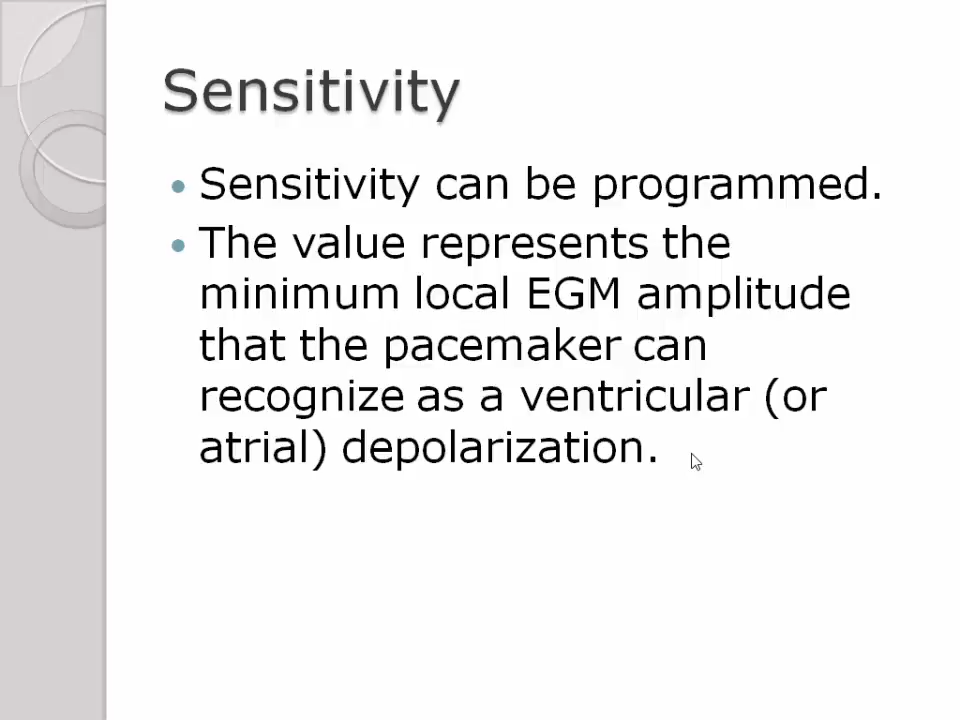 Sensitivity
Sensitivity can be programmed.
The value represents the
minimum local EGM amplitude
that the pacemaker can
recognize as a ventricular (or
atrial) depolarization.